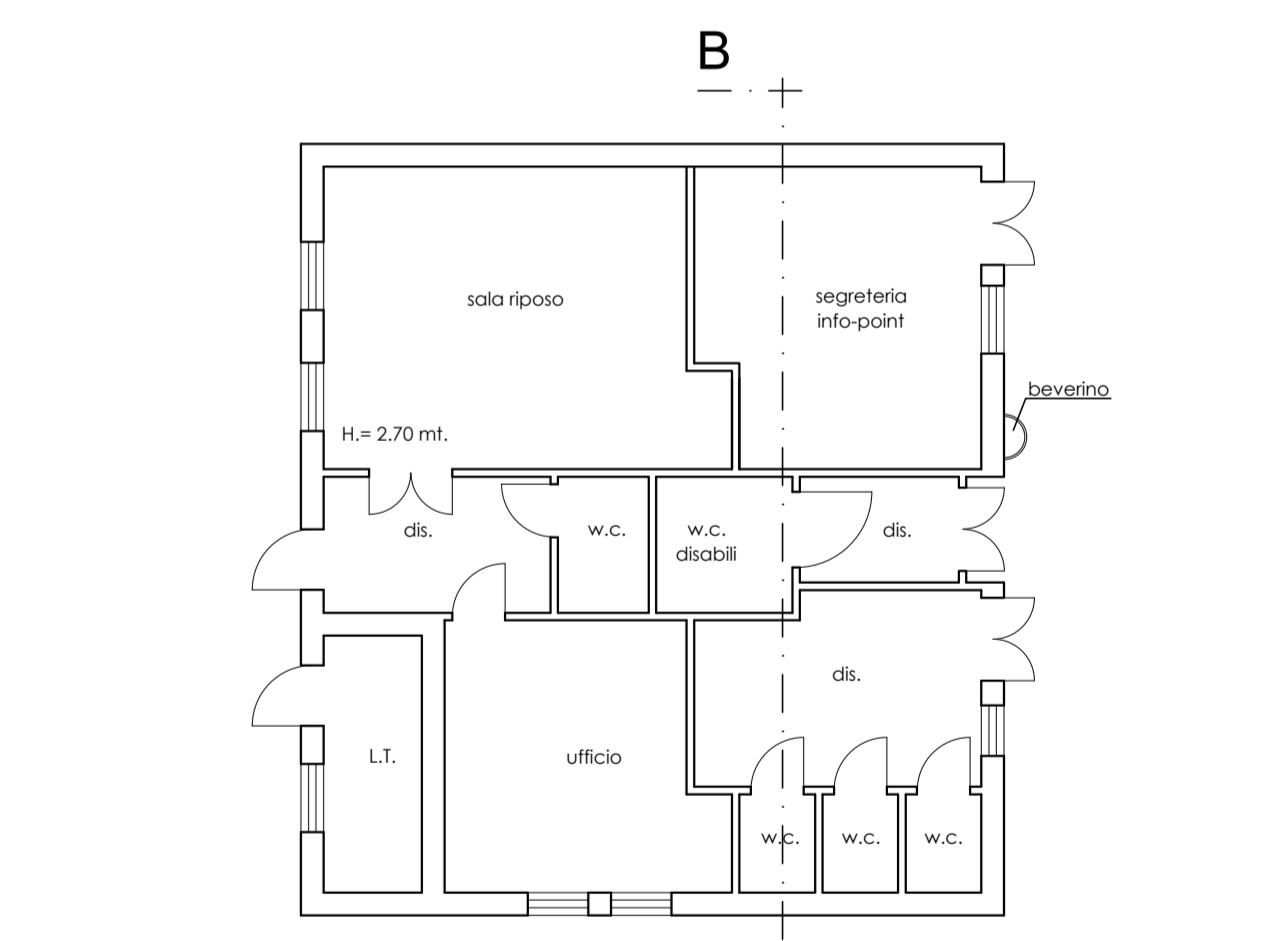 B
sala riposo
segreteria
info-point
beverino
H.= 2.70 mt.
dis.
w.c.
w.c.
disabili
dis.
dis.
L.T.
ufficio
w.c.
w.c.
w.c.